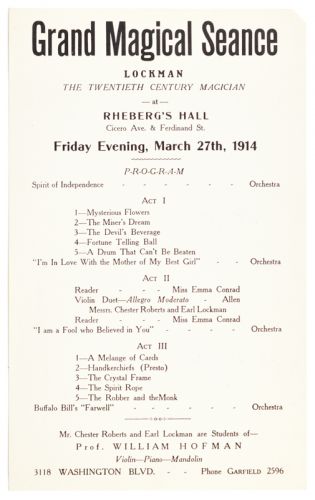 Grand Magical Seance
LOCKMAN
THE TWENTIETH CENTURY MAGICIAN
— at —
RHEBERG'S HALL
Cicero Ave. & Ferdinand St.
Friday Evening, March 27th, 1914
P-R-O-G-R-A-M
Spirit of Independence - - - - - Orchestra
ACT I
1—Mysterious Flowers
2—The Miser's Dream
3—The Devil's Beverage
4—Fortune Telling Ball
5—A Drum That Can't Be Beaten
"I'm In Love With the Mother of My Best Girl" - - Orchestra
ACT II
Reader - - - Miss Emma Conrad
Violin Duet—Allegro Moderato - Allen
Messrs. Chester Roberts and Earl Lockman
Reader - - - Miss Emma Conrad
"I am a Fool who Believed in You" - - - Orchestra
ACT III
1—A Melange of Cards
2—Handkerchiefs (Presto)
3—The Crystal Frame
4—The Spirit Rope
5—The Robber and theMonk
Buffalo Bill's "Farwell" - - - - - Orchestra
Mr. Chester Roberts and Earl Lockman are Students of—
Prof. WILLIAM HOFMAN
Violin—Piano—Mandolin
3118 WASHINGTON BLVD. - - Phone GARFIELD 2596